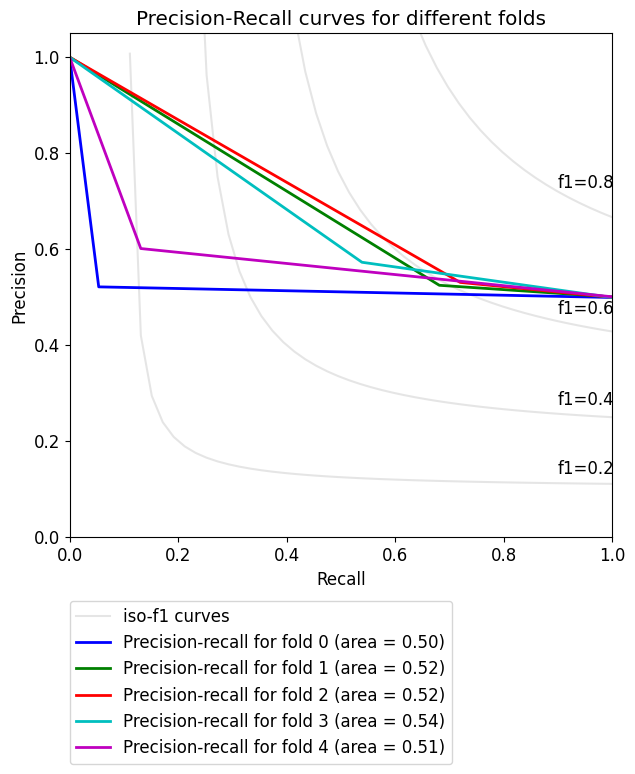 Precision-Recall curves for different folds
1.0
0.8
0.6
0.4
0.2
0.0
Precision
f1=0.8
f1=0.6
f1=0.4
f1=0.2
0.0 0.2 0.4 0.6 0.8 1.0
Recall
iso-f1 curves
Precision-recall for fold 0 (area = 0.50)
Precision-recall for fold 1 (area = 0.52)
Precision-recall for fold 2 (area = 0.52)
Precision-recall for fold 3 (area = 0.54)
Precision-recall for fold 4 (area = 0.51)